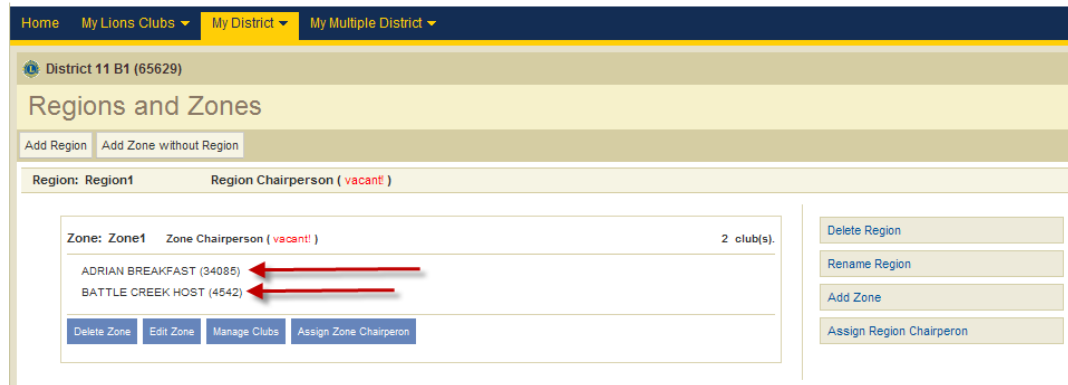 Home My Lions Clubs My District My Multiple District
District 11 B1 (65629)
Regions and Zones
Add Region Add Zone without Region
Region: Region1 Region Chairperson ( vacant! )
Zone: Zone1 Zone Chairperson ( vacant! ) 2 club(s).
ADRIAN BREAKFAST (34085)
BATTLE CREEK HOST (4542)
Delete Zone Edit Zone Manage Clubs Assign Zone Chairperon
Delete Region
Rename Region
Add Zone
Assign Region Chairperon